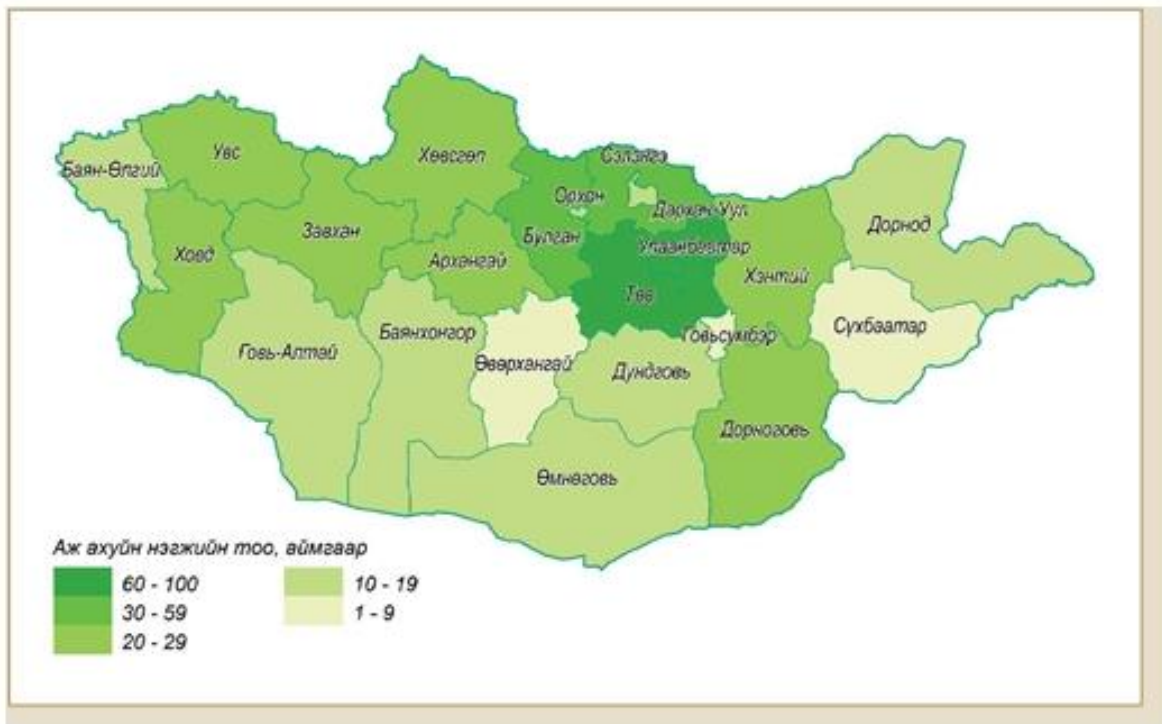 Баян-Өлгий
Увс
Хөвсгөл
Сэлэнгэ
Орхон
Дархан-Уул
Ховд
Завхан
Архангай
Булган
Улаанбаатар
Дорнод
Төв
Хэнтий
Говь-Алтай
Баянхонгор
Өвөрхангай
Говьсүмбэр
Сүхбаатар
Дундговь
Дорноговь
Өмнөговь
Аж ахуйн нэгжийн тоо, аймгаар
60 - 100
30 - 59
20 - 29
10 - 19
1 - 9